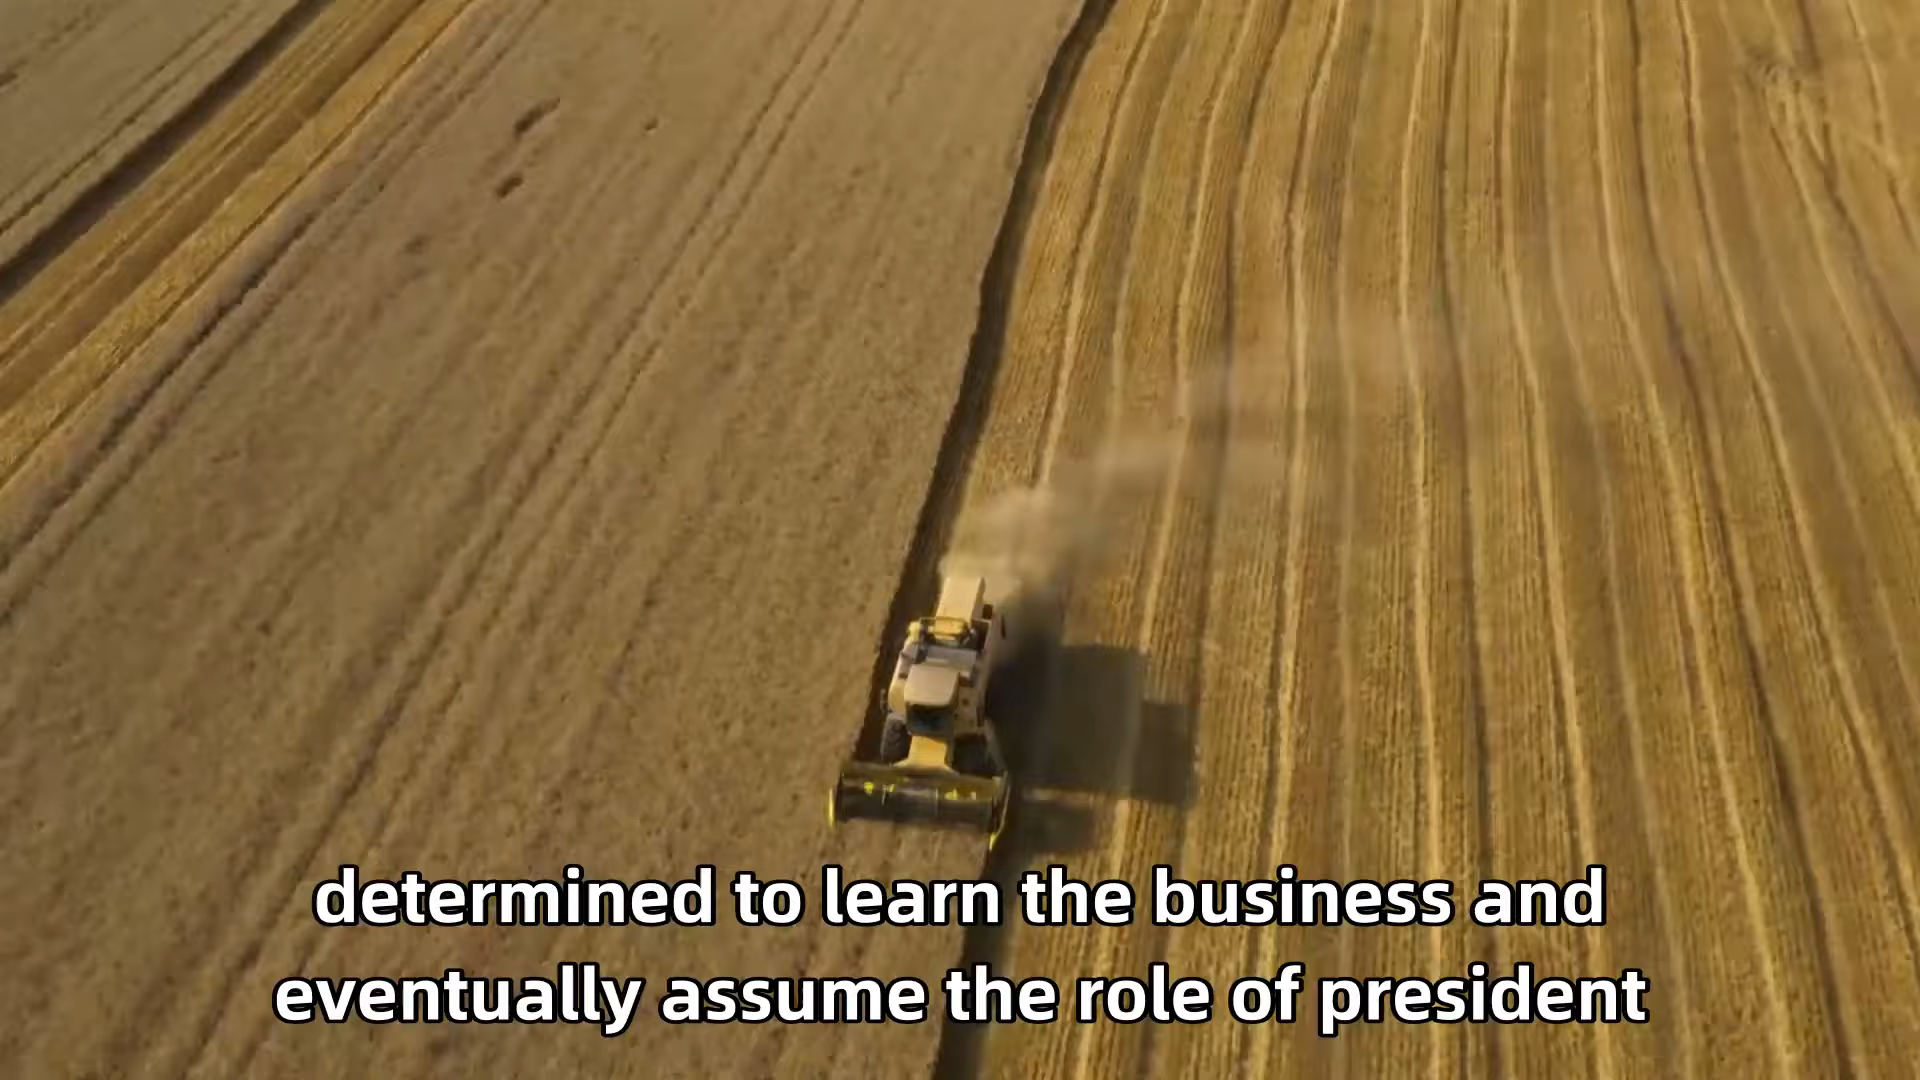 determined to learn the business and
eventually assume the role of president